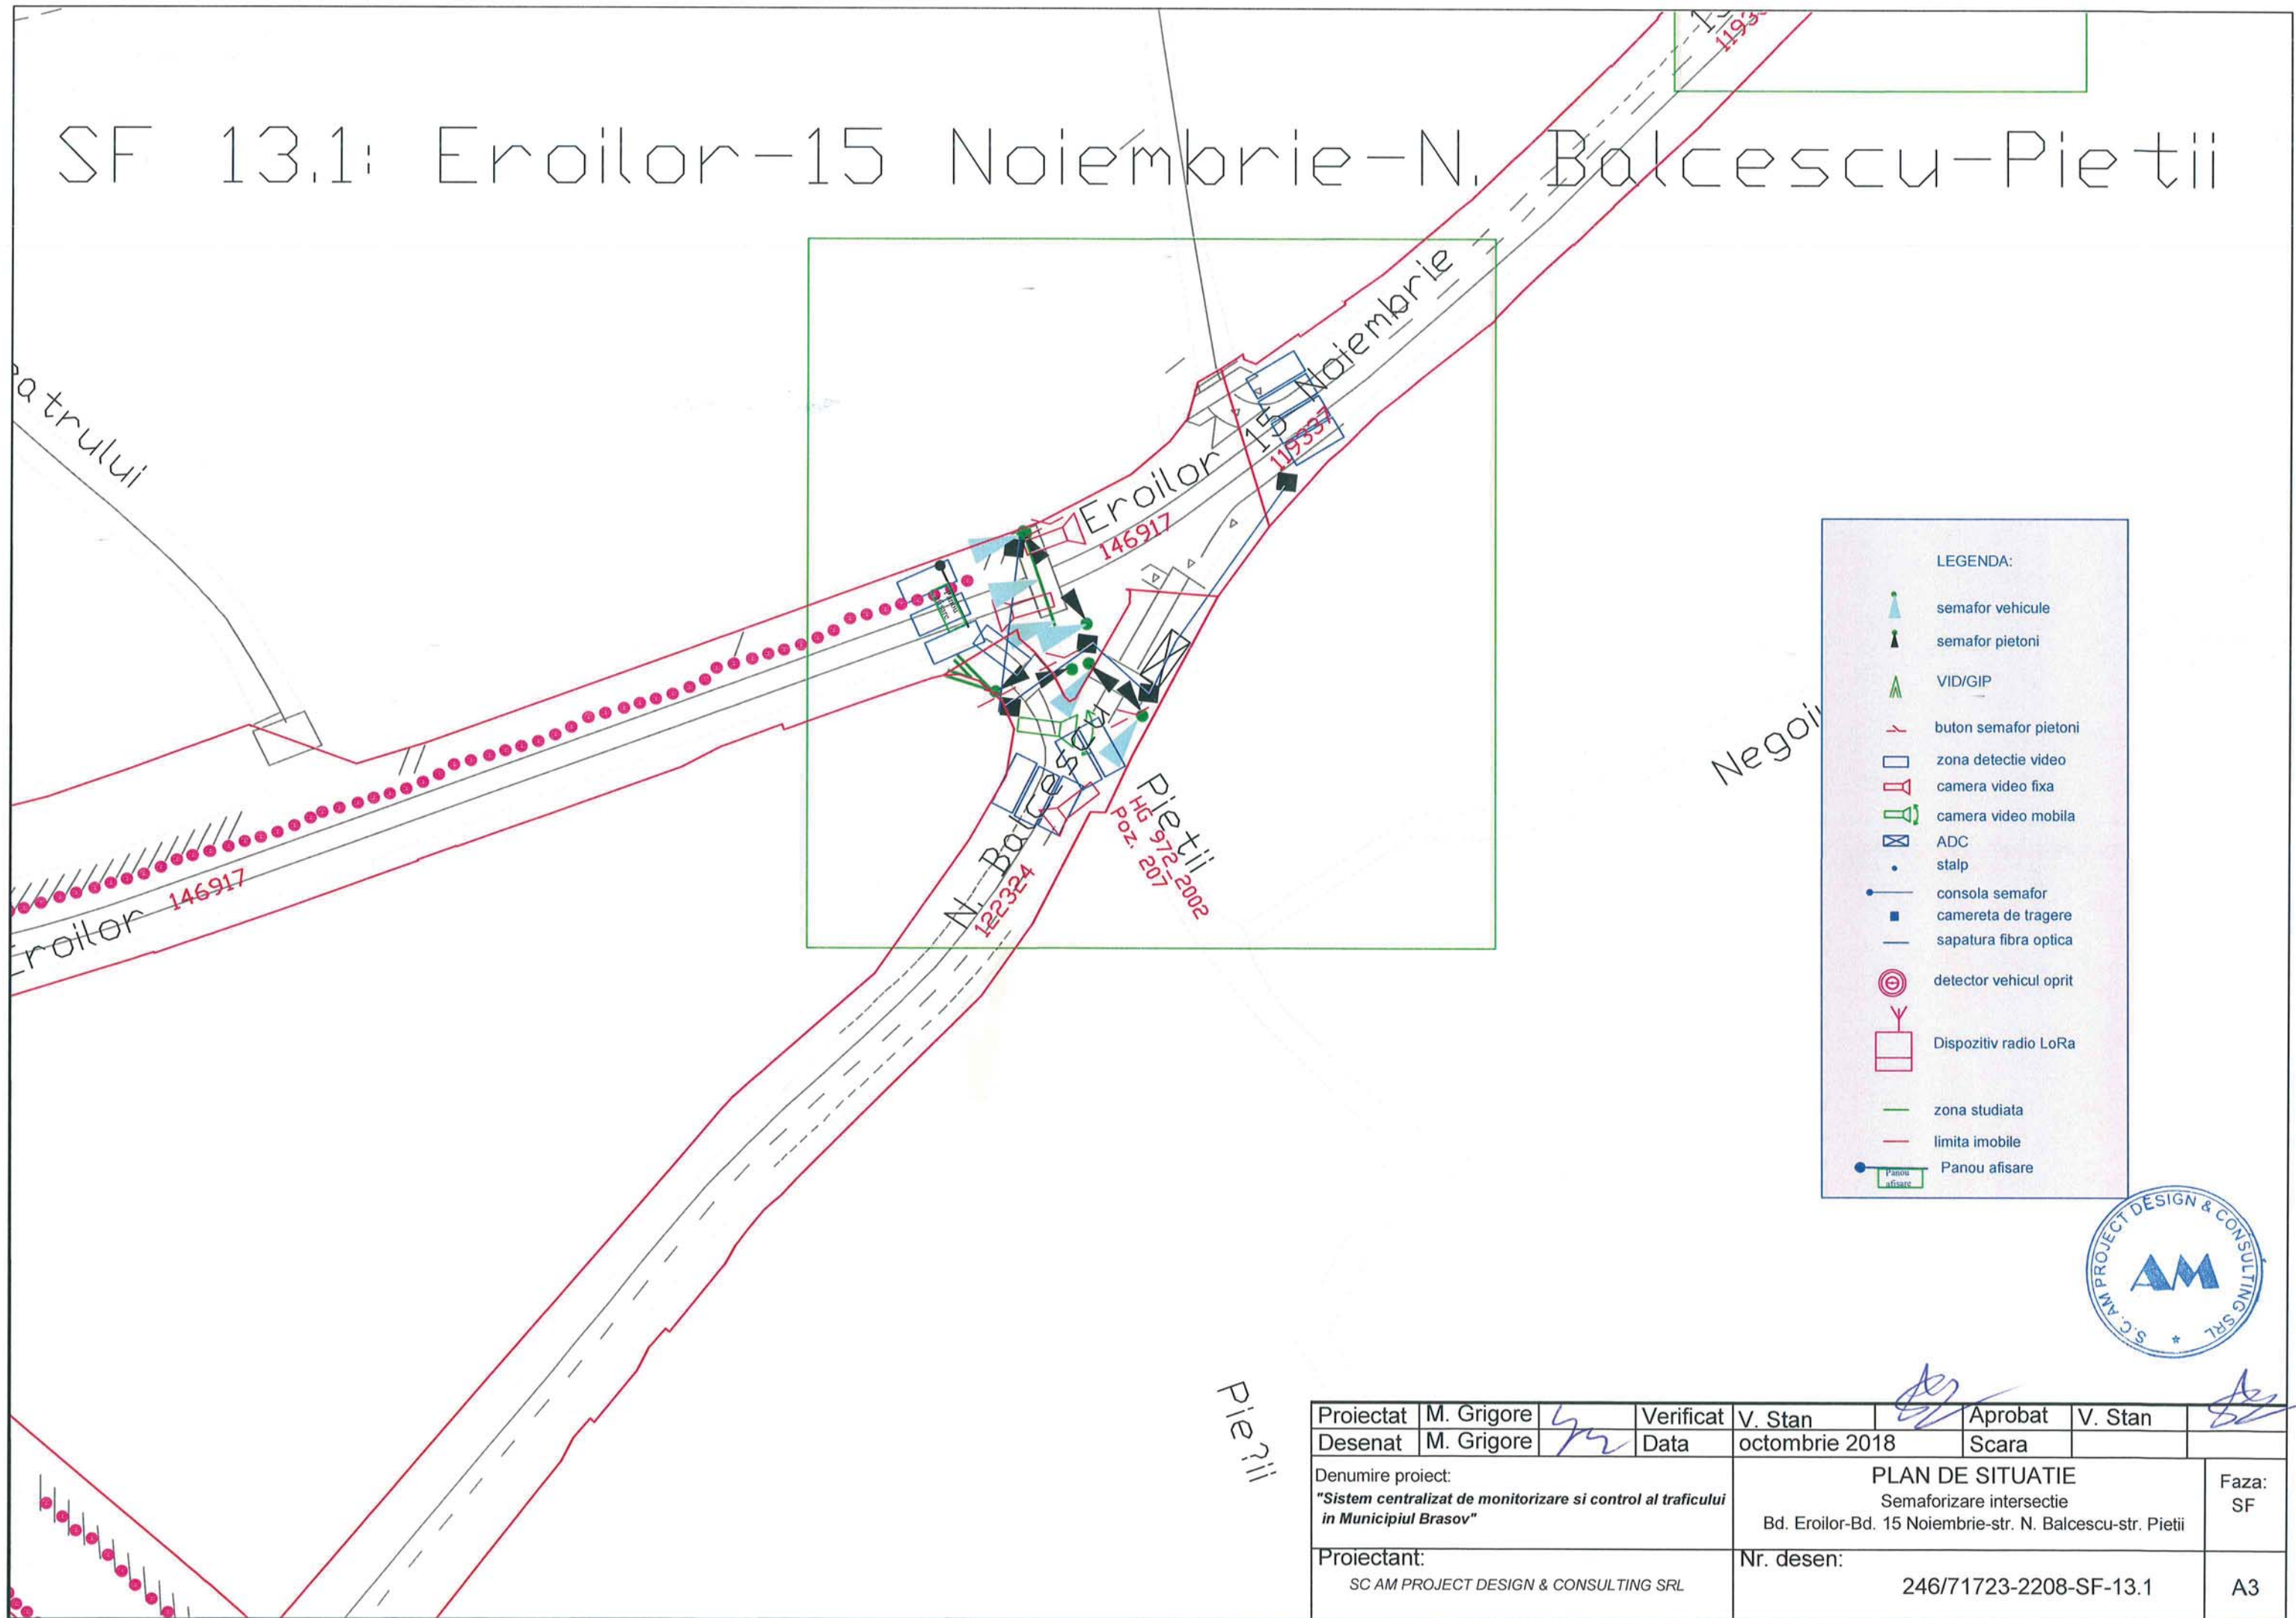 SF 13.1: Eroilor-15 Noiembrie-N. Balcescu-Pietii
Noiembrie
15
119337
Eroilor
146917
Negoiu
Pietii
HG 972_2002
Poz. 207
N. Balcescu
122324
146917
Eroilor
Pie?ii
LEGENDA:
semafor vehicule
semafor pietoni
VID/GIP
buton semafor pietoni
zona detectie video
camera video fixa
camera video mobila
ADC
stalp
consola semafor
camereta de tragere
sapatura fibra optica
detector vehicul oprit
Dispozitiv radio LoRa
zona studiata
limita imobile
Panou afisare
Panou
afisare
S.C. AM PROJECT DESIGN & CONSULTING SRL
AM
Proiectat M. Grigore Verificat V. Stan Aprobat V. Stan
Desenat M. Grigore Data octombrie 2018 Scara
Denumire proiect:
"Sistem centralizat de monitorizare si control al traficului
in Municipiul Brasov"
PLAN DE SITUATIE
Semaforizare intersectie
Bd. Eroilor-Bd. 15 Noiembrie-str. N. Balcescu-str. Pietii
Faza:
SF
Proiectant:
SC AM PROJECT DESIGN & CONSULTING SRL
Nr. desen:
246/71723-2208-SF-13.1
A3